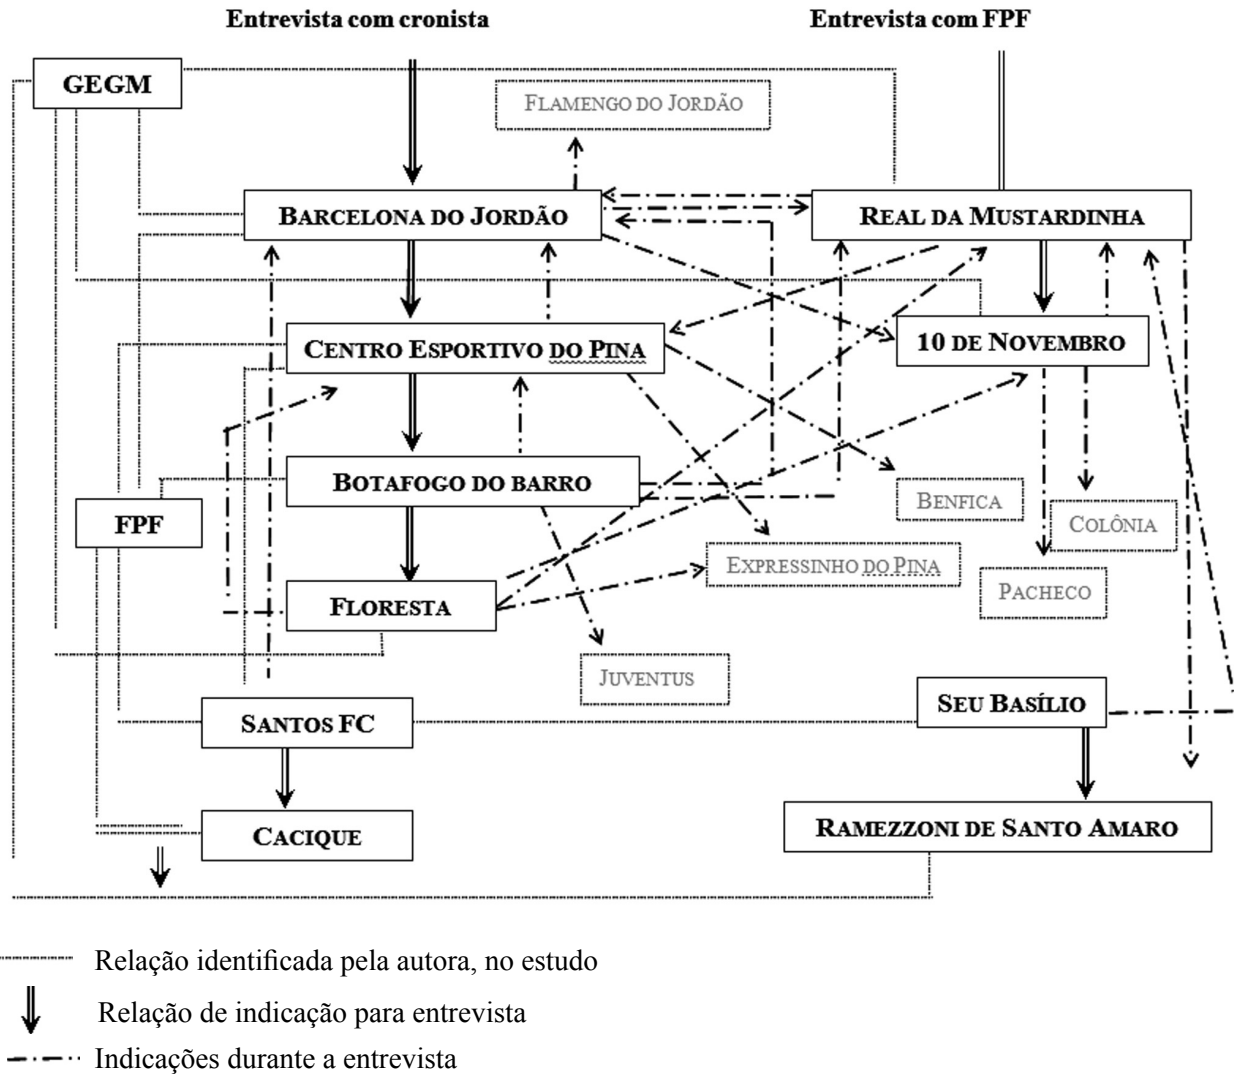 Entrevista com cronista
Entrevista com FPF
GEGM
FLAMENGO DO JORDÃO
BARCELONA DO JORDÃO
REAL DA MUSTARDINHA
CENTRO ESPORTIVO DO PINA
10 DE NOVEMBRO
BOTAFOGO DO BARRO
BENFICA
COLÔNIA
FPF
EXPRESSINHO DO PINA
PACHECO
FLORESTA
JUVENTUS
SEU BASÍLIO
SANTOS FC
RAMEZZONI DE SANTO AMARO
CACIQUE
Relação identificada pela autora, no estudo
Relação de indicação para entrevista
Indicações durante a entrevista